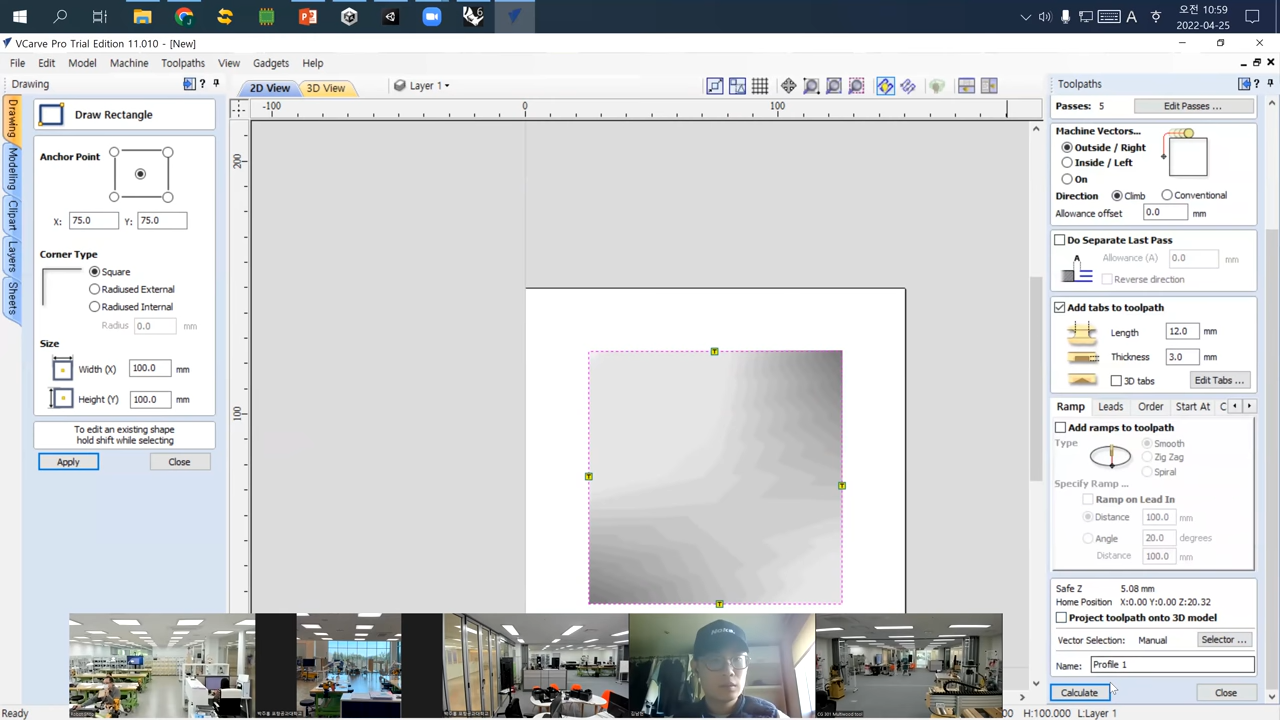 A
오전 10:59
2022-04-25
VCarve Pro Trial Edition 11.010 - [New]
File Edit Model Machine Toolpaths View Gadgets Help
Drawing
?
2D View
3D View
Layer 1
Toolpaths
?
Drawing
Modeling
Clipart
Layers
Sheets
Draw Rectangle
Anchor Point
X: 75.0 Y: 75.0
Corner Type
Square
Radiused External
Radiused Internal
Radius 0.0 mm
Size
Width (X) 100.0 mm
Height (Y) 100.0 mm
To edit an existing shape
hold shift while selecting
Apply
Close
-100 0 100
200
100
T
T
T
T
Passes: 5 Edit Passes ...
Machine Vectors...
Outside / Right
Inside / Left
On
Direction Climb Conventional
Allowance offset 0.0 mm
Do Separate Last Pass
A
Allowance (A) 0.0 mm
Reverse direction
Add tabs to toolpath
Length 12.0 mm
Thickness 3.0 mm
3D tabs Edit Tabs ...
Ramp Leads Order Start At
Add ramps to toolpath
Type Smooth
Zig Zag
Spiral
Specify Ramp ...
Ramp on Lead In
Distance 100.0 mm
Angle 20.0 degrees
Distance 100.0 mm
Safe Z 5.08 mm
Home Position X:0.00 Y:0.00 Z:20.32
Project toolpath onto 3D model
Vector Selection: Manual Selector ...
Name: Profile 1
Calculate
Close
Ready
H:100.000 L:Layer 1